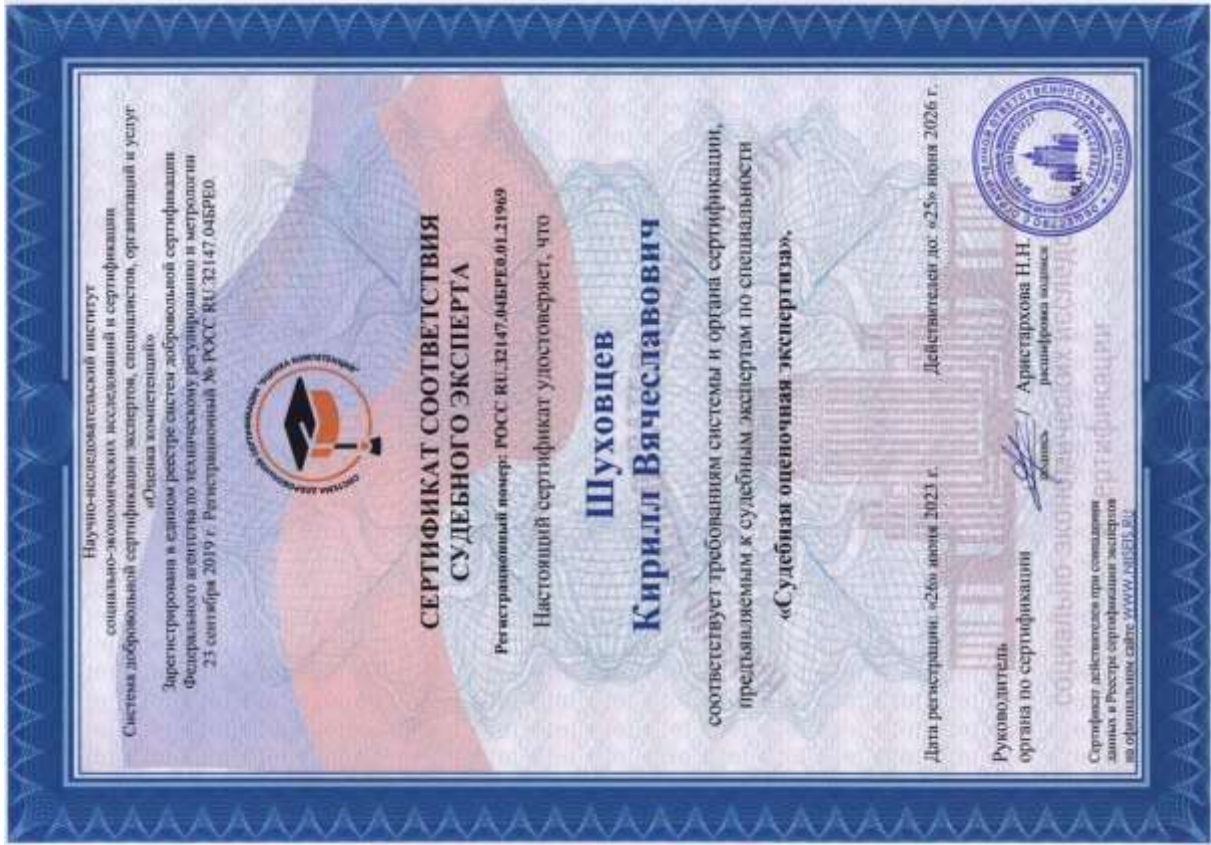 Научно-исследовательский институт
социально-экономических исследований и сертификации
Система добровольной сертификации экспертов, специалистов, организаций и услуг
«Оценка компетенций»
Зарегистрирована в едином реестре систем добровольной сертификации
Федерального агентства по техническому регулированию и метрологии
23 сентября 2019 г. Регистрационный № РОСС RU.32147.04БРЕ0
СЕРТИФИКАТ СООТВЕТСТВИЯ
СУДЕБНОГО ЭКСПЕРТА
Регистрационный номер: РОСС RU.32147.04БРЕ0.01.21969
Настоящий сертификат удостоверяет, что
Шуховцев
Кирилл Вячеславович
соответствует требованиям системы и органа сертификации,
предъявляемым к судебным экспертам по специальности
«Судебная оценочная экспертиза».
Дата регистрации: «26» июня 2023 г. Действителен до: «25» июня 2026 г.
Руководитель
органа по сертификации / Аристархова Н.Н.
подпись расшифровка подписи
Сертификат действителен при совпадении
данных в Реестре сертификации экспертов
на официальном сайте WWW.NIISEIS.RU